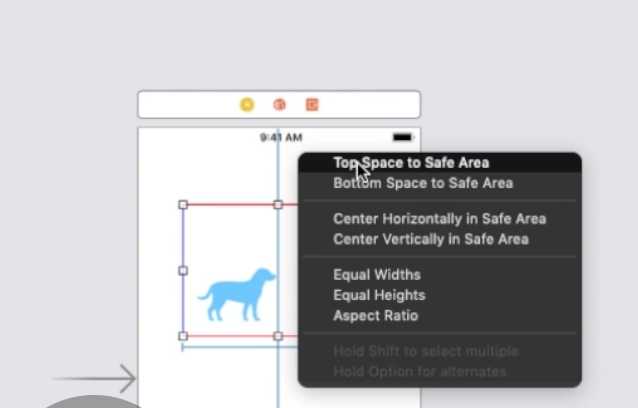 9:41 AM
Top Space to Safe Area
Bottom Space to Safe Area
Center Horizontally in Safe Area
Center Vertically in Safe Area
Equal Widths
Equal Heights
Aspect Ratio
Hold Shift to select multiple
Hold Option for alternates